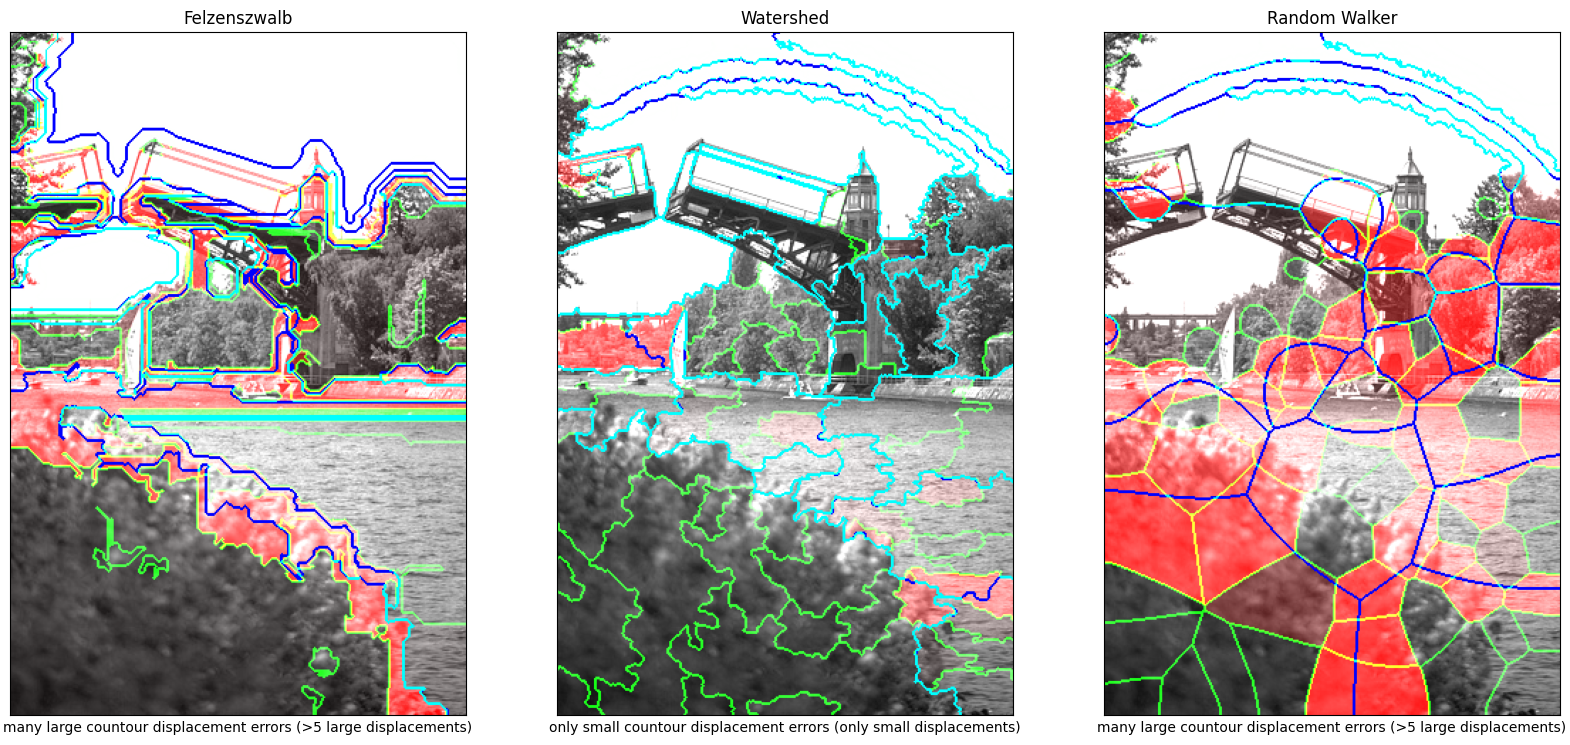 Felzenszwalb
Watershed
Random Walker
many large countour displacement errors (>5 large displacements)
only small countour displacement errors (only small displacements)
many large countour displacement errors (>5 large displacements)